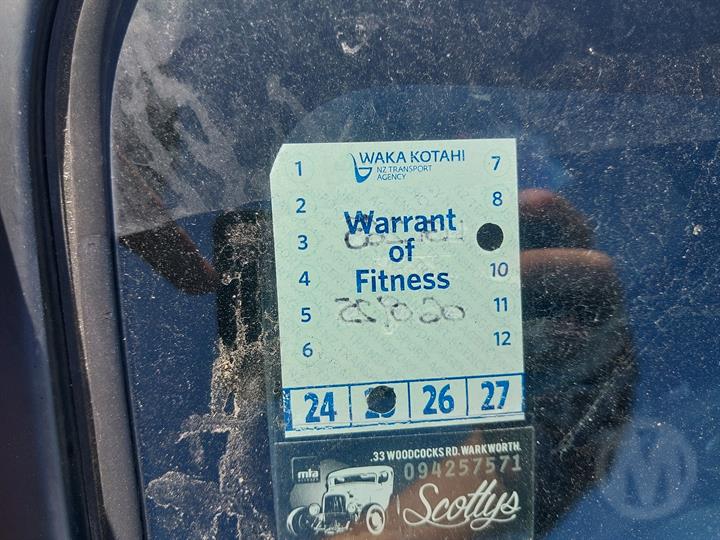 WAKA KOTAHI
NZ TRANSPORT
AGENCY
1
2
3
4
5
6
7
8
10
11
12
Warrant
of
Fitness
24 26 27
.33 WOODCOCKS RD. WARKWORTH.
094257571
mta
Scottys
M